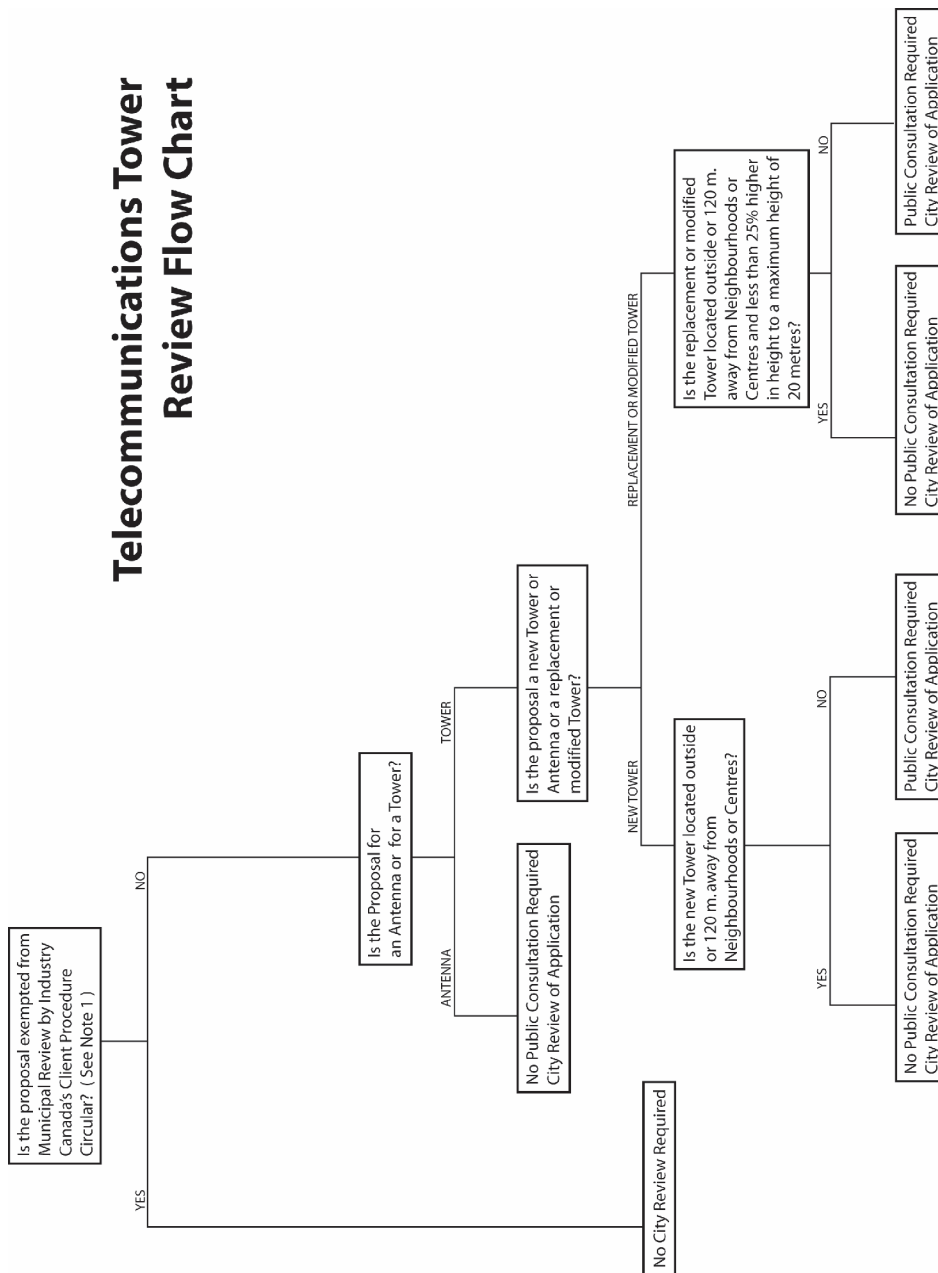 Telecommunications Tower
Review Flow Chart
Is the proposal exempted from
Municipal Review by Industry
Canada's Client Procedure
Circular? ( See Note 1 )
YES
NO
No City Review Required
Is the Proposal for
an Antenna or for a Tower?
ANTENNA
TOWER
No Public Consultation Required
City Review of Application
Is the proposal a new Tower or
Antenna or a replacement or
modified Tower?
NEW TOWER
REPLACEMENT OR MODIFIED TOWER
Is the new Tower located outside
or 120 m. away from
Neighbourhoods or Centres?
Is the replacement or modified
Tower located outside or 120 m.
away from Neighbourhoods or
Centres and less than 25% higher
in height to a maximum height of
20 metres?
YES
NO
YES
NO
No Public Consultation Required
City Review of Application
Public Consultation Required
City Review of Application
No Public Consultation Required
City Review of Application
Public Consultation Required
City Review of Application